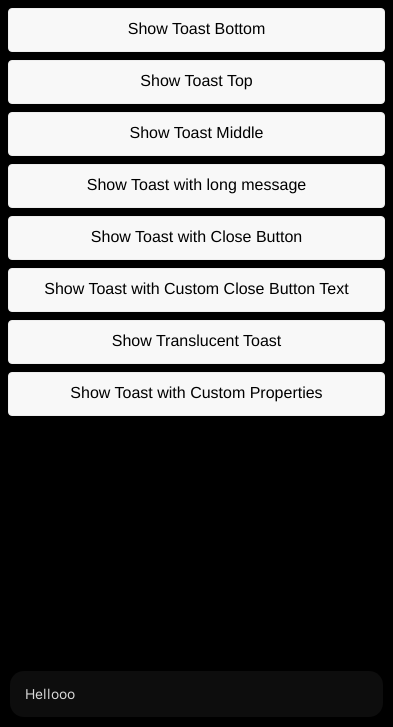 Show Toast Bottom
Show Toast Top
Show Toast Middle
Show Toast with long message
Show Toast with Close Button
Show Toast with Custom Close Button Text
Show Translucent Toast
Show Toast with Custom Properties
Hellooo